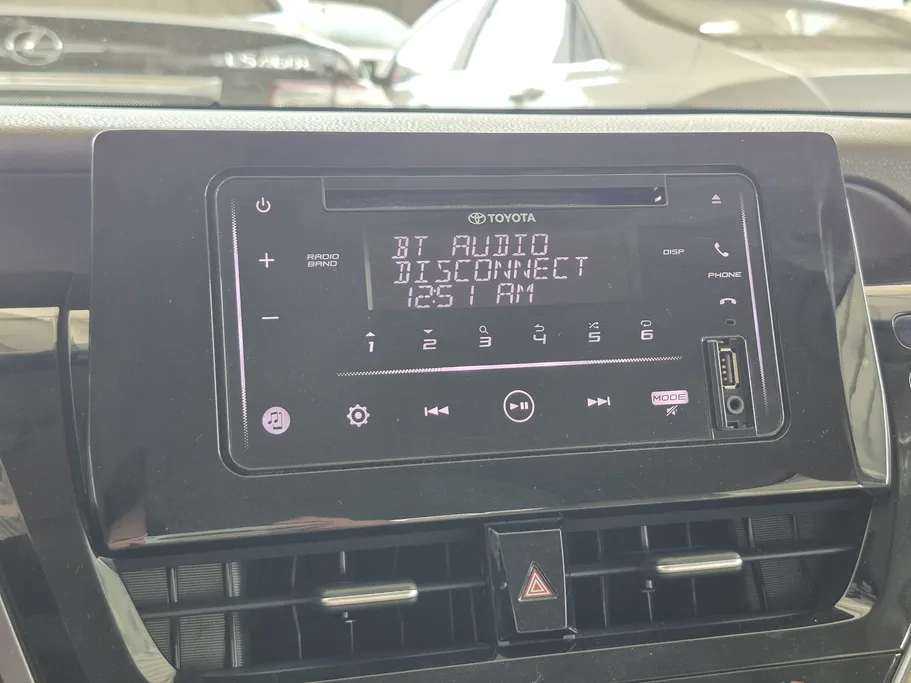 TOYOTA
BT AUDIO
DISCONNECT
12:51 AM
RADIO
BAND
DISP
PHONE
1 2 3 4 5 6
MODE